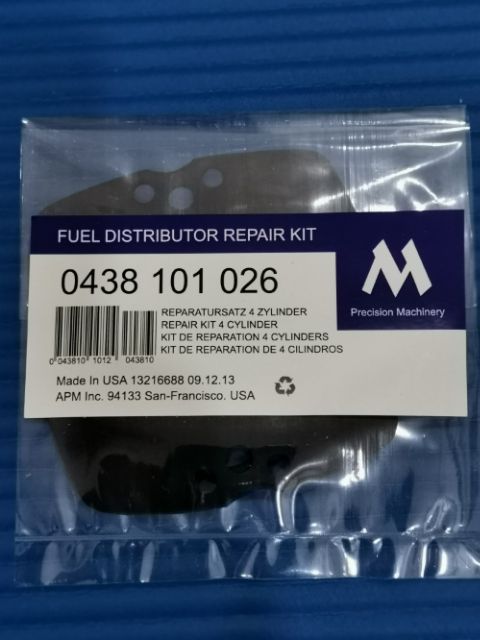 FUEL DISTRIBUTOR REPAIR KIT
M
Precision Machinery
0438 101 026
REPARATURSATZ 4 ZYLINDER
REPAIR KIT 4 CYLINDER
KIT DE REPARATION 4 CYLINDERS
KIT DE REPARATION DE 4 CILINDROS
0 043810 1012 8 043810
Made In USA 13216688 09.12.13
APM Inc. 94133 San-Francisco. USA